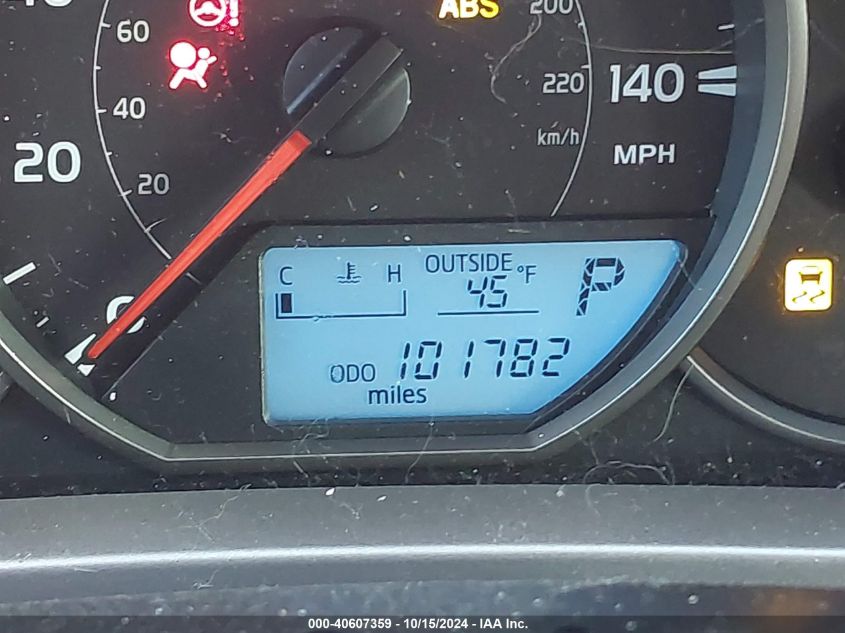 60
ABS
200
40
220
140
km/h
20
MPH
20
0
C H OUTSIDE °F P
45
ODO 101782
miles
000-40607359 - 10/15/2024 - IAA Inc.